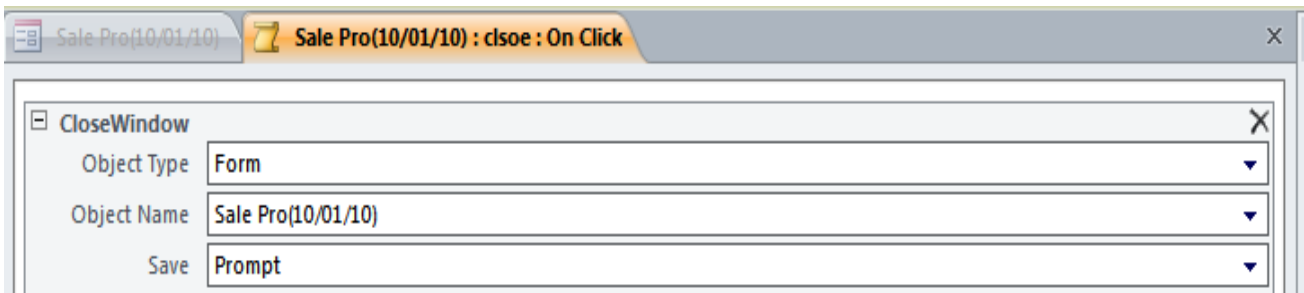 Sale Pro(10/01/10)
Sale Pro(10/01/10) : clsoe : On Click
CloseWindow
Object Type Form
Object Name Sale Pro(10/01/10)
Save Prompt